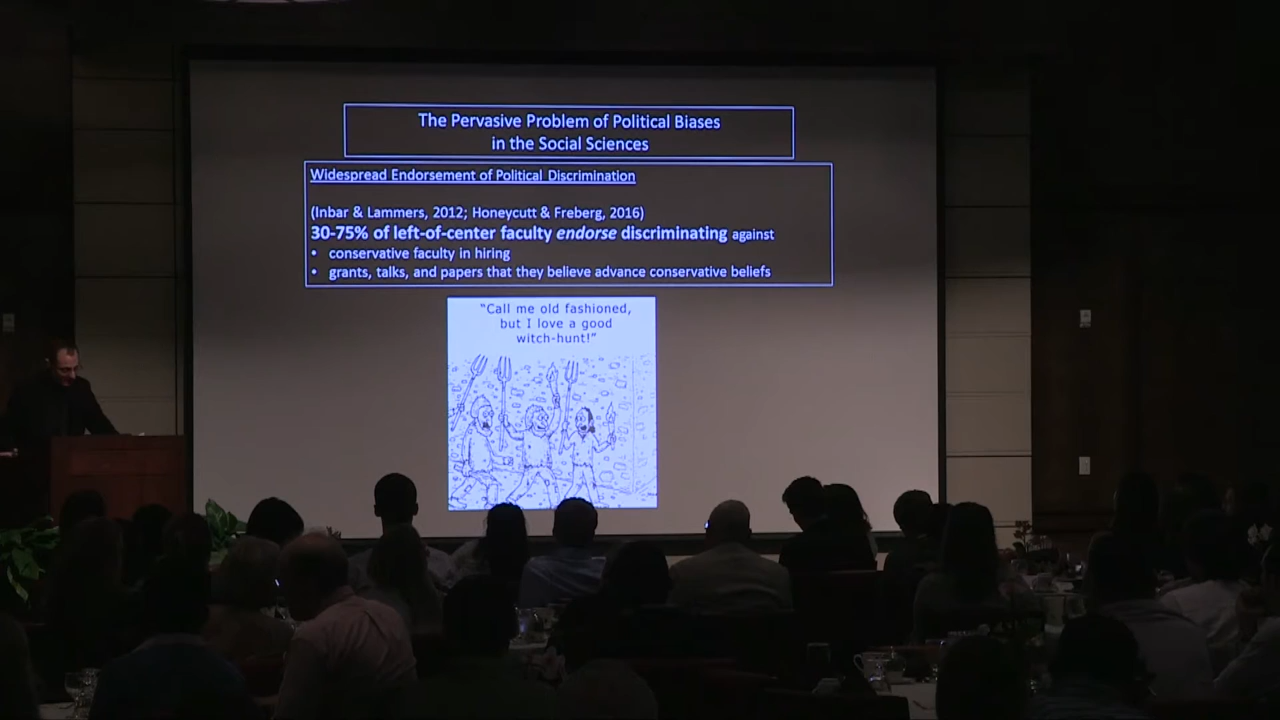 The Pervasive Problem of Political Biases
in the Social Sciences
Widespread Endorsement of Political Discrimination
(Inbar & Lammers, 2012; Honeycutt & Freberg, 2016)
30-75% of left-of-center faculty endorse discriminating against
• conservative faculty in hiring
• grants, talks, and papers that they believe advance conservative beliefs
“Call me old fashioned,
but I love a good
witch-hunt!”